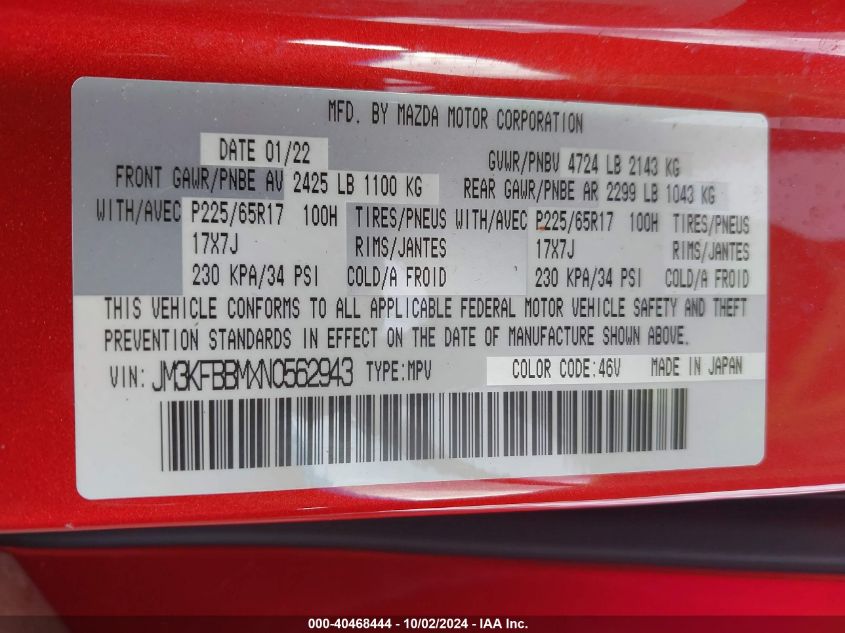 MFD. BY MAZDA MOTOR CORPORATION
DATE 01/22 GVWR/PNBV 4724 LB 2143 KG
FRONT GAWR/PNBE AV 2425 LB 1100 KG REAR GAWR/PNBE AR 2299 LB 1043 KG
WITH/AVEC P225/65R17 100H TIRES/PNEUS WITH/AVEC P225/65R17 100H TIRES/PNEUS
17X7J RIMS/JANTES 17X7J RIMS/JANTES
230 KPA/34 PSI COLD/A FROID 230 KPA/34 PSI COLD/A FROID
THIS VEHICLE CONFORMS TO ALL APPLICABLE FEDERAL MOTOR VEHICLE SAFETY AND THEFT
PREVENTION STANDARDS IN EFFECT ON THE DATE OF MANUFACTURE SHOWN ABOVE.
VIN: JM3KFBBMXN0562943 TYPE:MPV COLOR CODE:46V MADE IN JAPAN
000-40468444 - 10/02/2024 - IAA Inc.